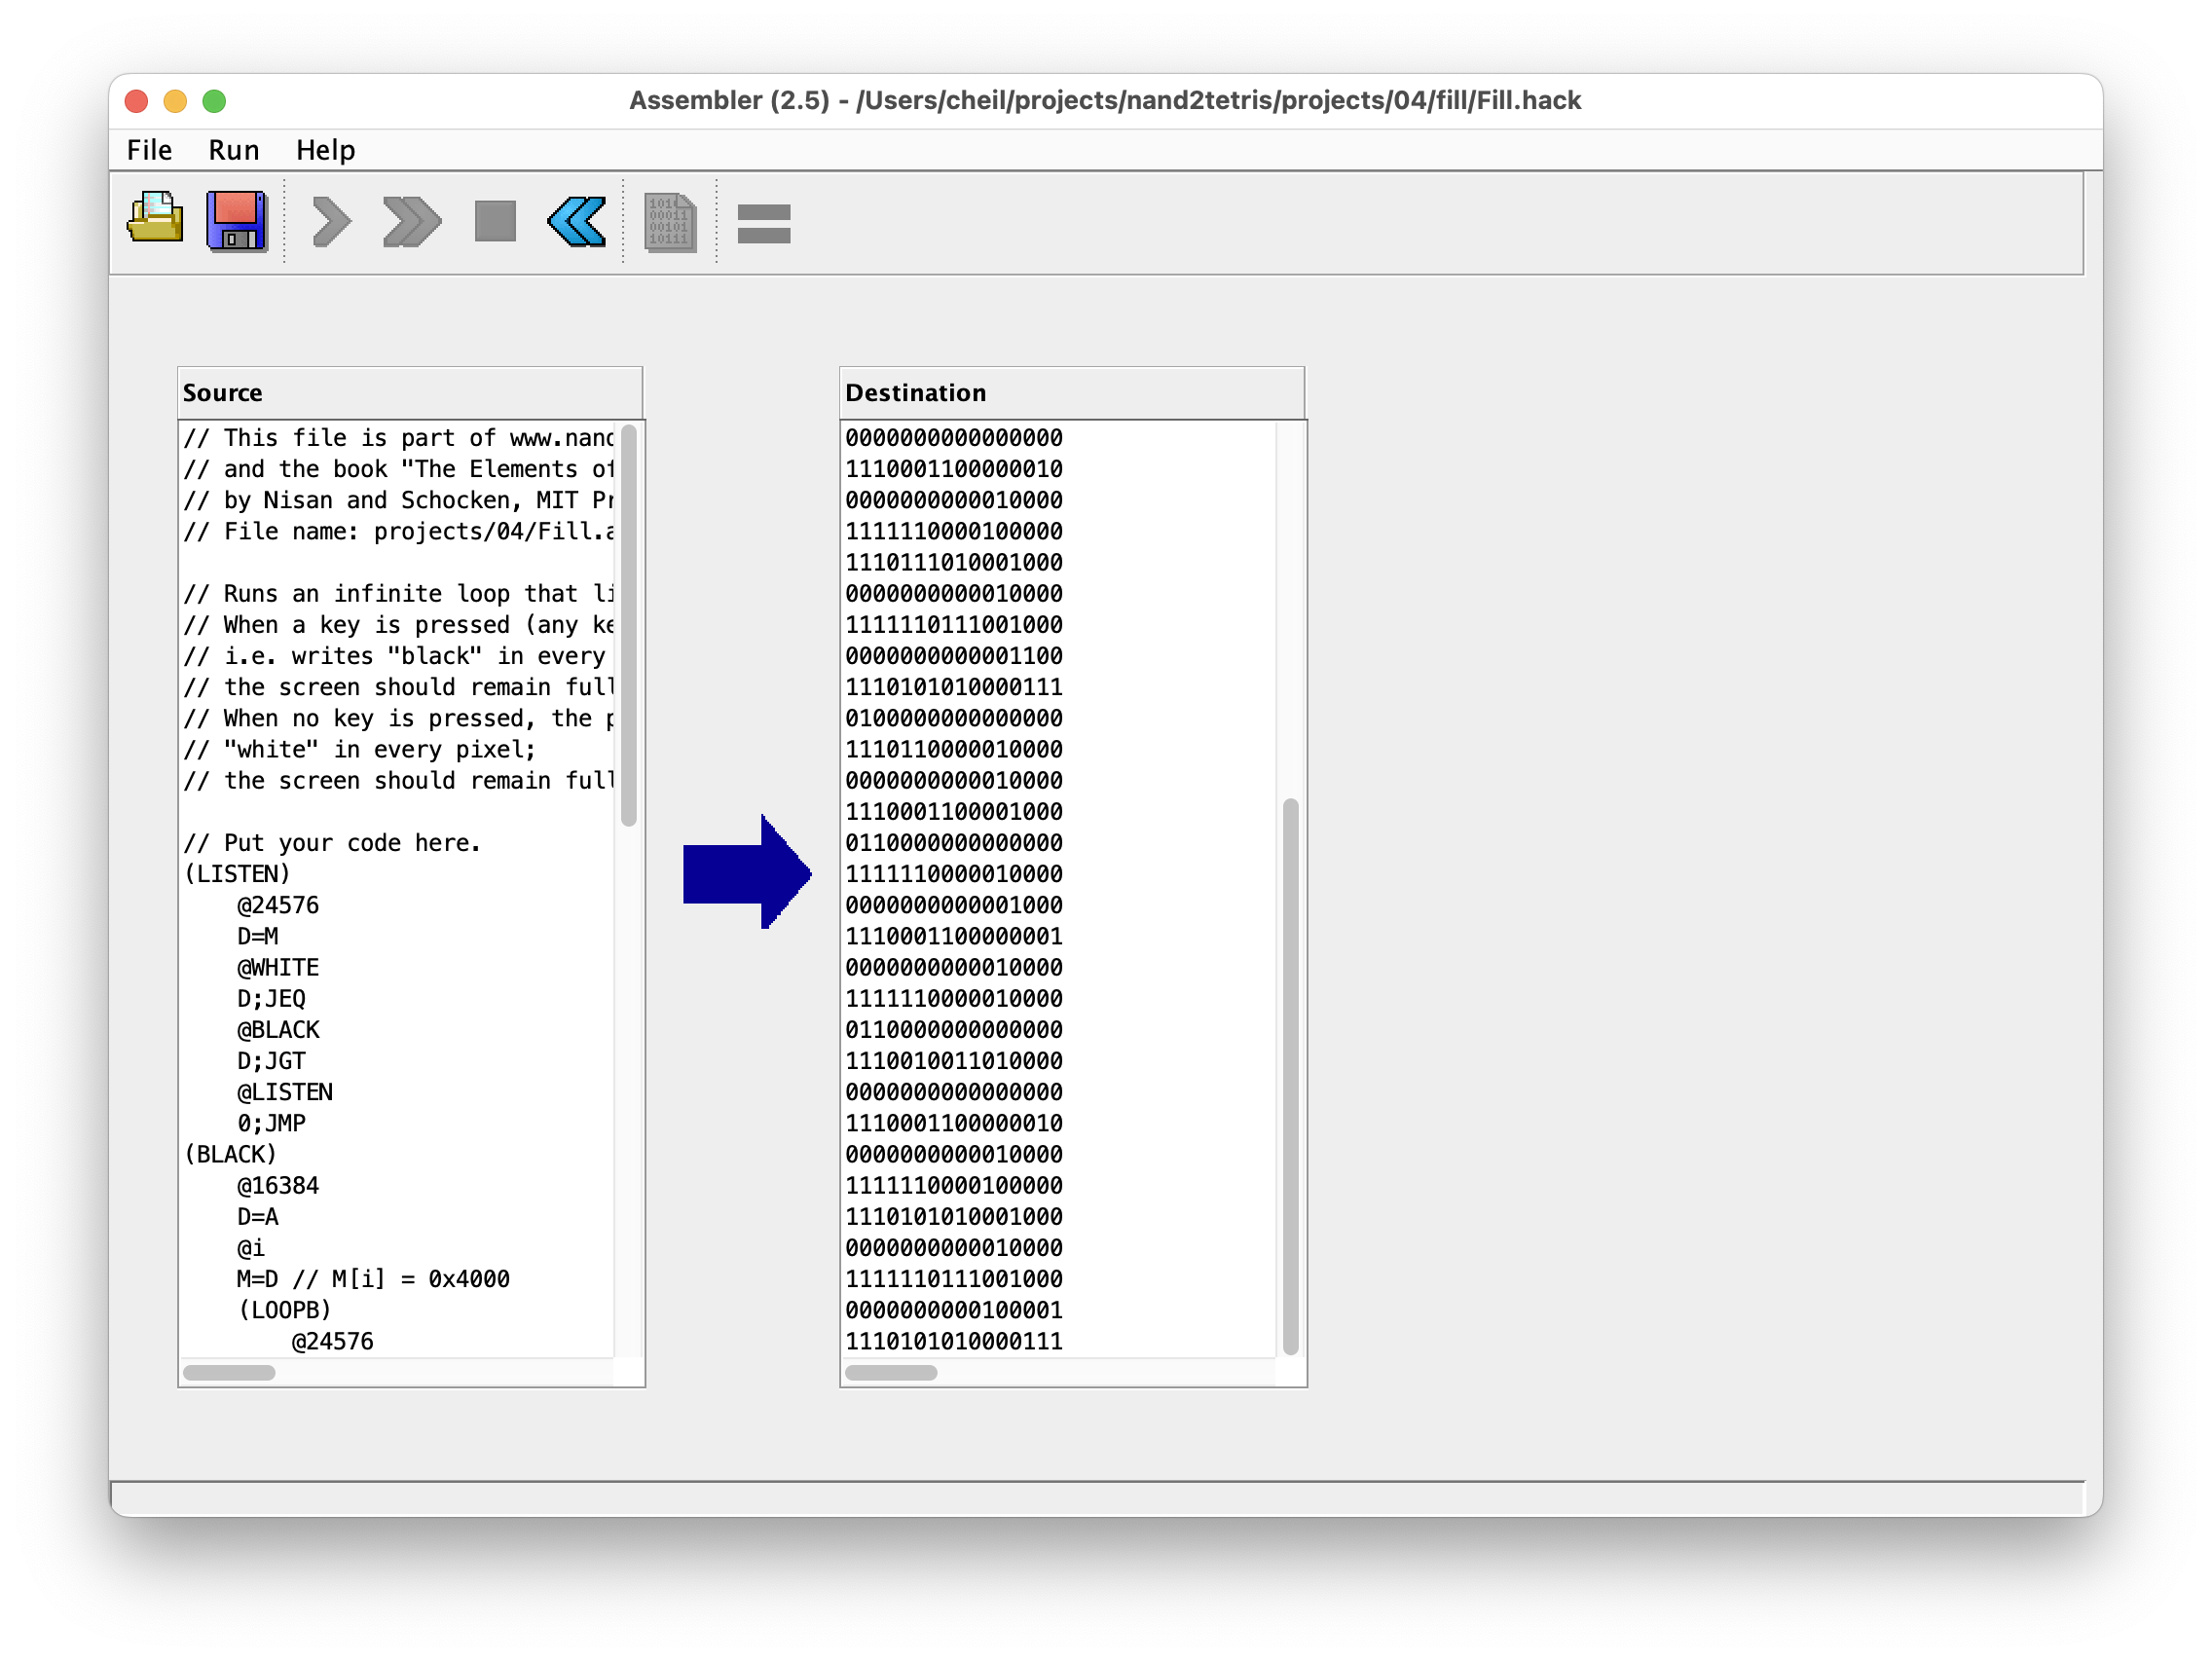 Assembler (2.5) - /Users/cheil/projects/nand2tetris/projects/04/fill/Fill.hack
File Run Help
1010
00011
00101
10111
Source
// This file is part of www.nand
// and the book "The Elements of
// by Nisan and Schocken, MIT Pr
// File name: projects/04/Fill.a
// Runs an infinite loop that li
// When a key is pressed (any ke
// i.e. writes "black" in every
// the screen should remain full
// When no key is pressed, the p
// "white" in every pixel;
// the screen should remain full
// Put your code here.
(LISTEN)
@24576
D=M
@WHITE
D;JEQ
@BLACK
D;JGT
@LISTEN
0;JMP
(BLACK)
@16384
D=A
@i
M=D // M[i] = 0x4000
(LOOPB)
@24576
Destination
0000000000000000
1110001100000010
0000000000010000
1111110000100000
1110111010001000
0000000000010000
1111110111001000
0000000000001100
1110101010000111
0100000000000000
1110110000010000
0000000000010000
1110001100001000
0110000000000000
1111110000010000
0000000000001000
1110001100000001
0000000000010000
1111110000010000
0110000000000000
1110010011010000
0000000000000000
1110001100000010
0000000000010000
1111110000100000
1110101010001000
0000000000010000
1111110111001000
0000000000100001
1110101010000111